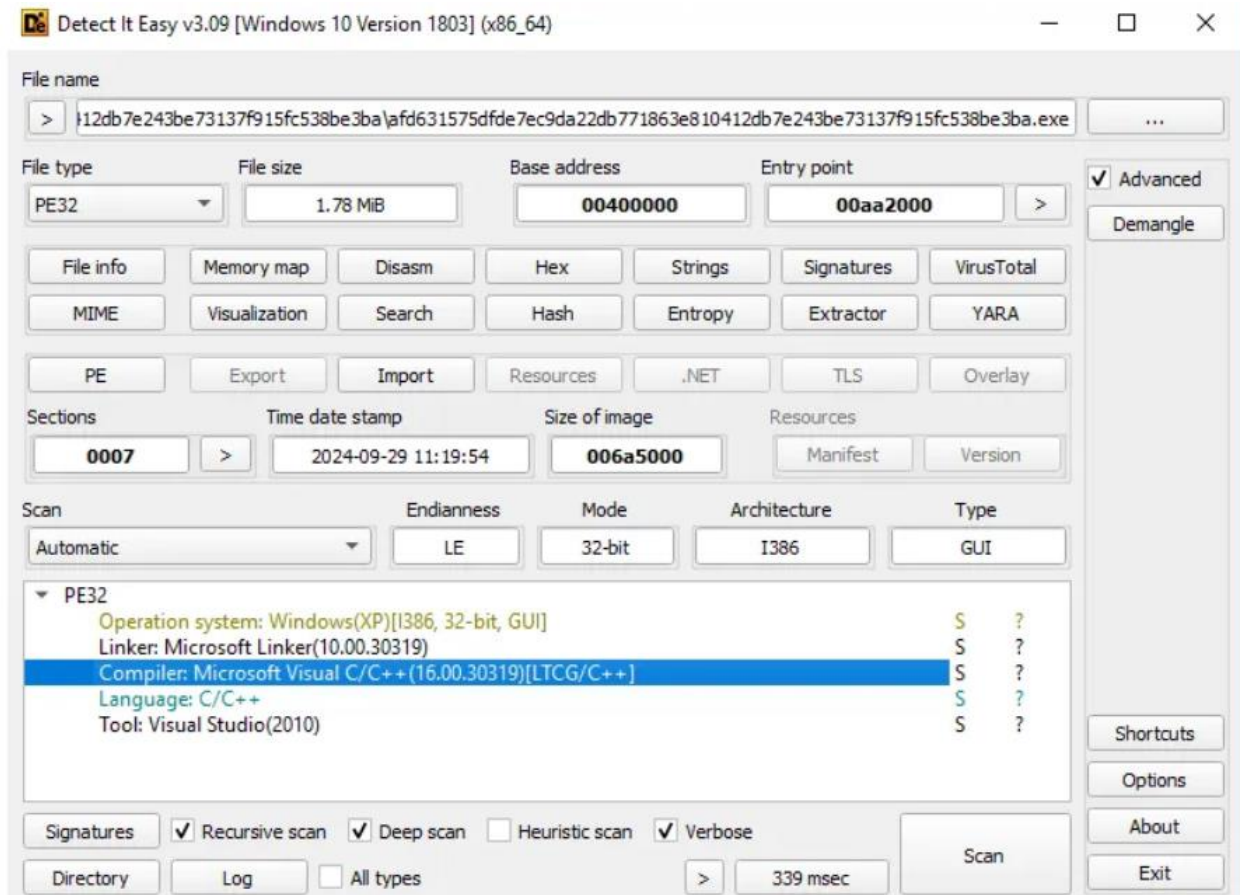 Detect It Easy v3.09 [Windows 10 Version 1803] (x86_64)
File name
> 412db7e243be73137f915fc538be3ba\afd631575dfde7ec9da22db771863e810412db7e243be73137f915fc538be3ba.exe ...
File type File size Base address Entry point
PE32 1.78 MiB 00400000 00aa2000 > Advanced
Demangle
File info Memory map Disasm Hex Strings Signatures VirusTotal
MIME Visualization Search Hash Entropy Extractor YARA
PE Export Import Resources .NET TLS Overlay
Sections Time date stamp Size of image Resources
0007 > 2024-09-29 11:19:54 006a5000 Manifest Version
Scan Endianness Mode Architecture Type
Automatic LE 32-bit I386 GUI
PE32
Operation system: Windows(XP)[I386, 32-bit, GUI] S ?
Linker: Microsoft Linker(10.00.30319) S ?
Compiler: Microsoft Visual C/C++(16.00.30319)[LTCG/C++] S ?
Language: C/C++ S ?
Tool: Visual Studio(2010) S ?
Shortcuts
Options
Signatures Recursive scan Deep scan Heuristic scan Verbose Scan About
Directory Log All types > 339 msec Exit